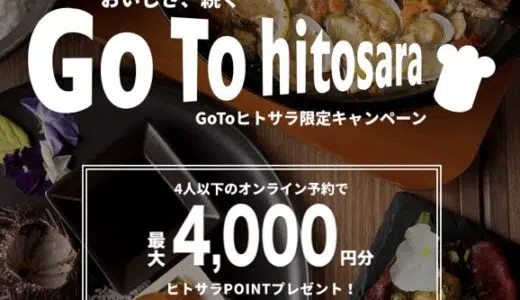 おいしさ、続く
Go To hitosara
GoToヒトサラ限定キャンペーン
4人以下のオンライン予約で
最大4,000円分
ヒトサラPOINTプレゼント！